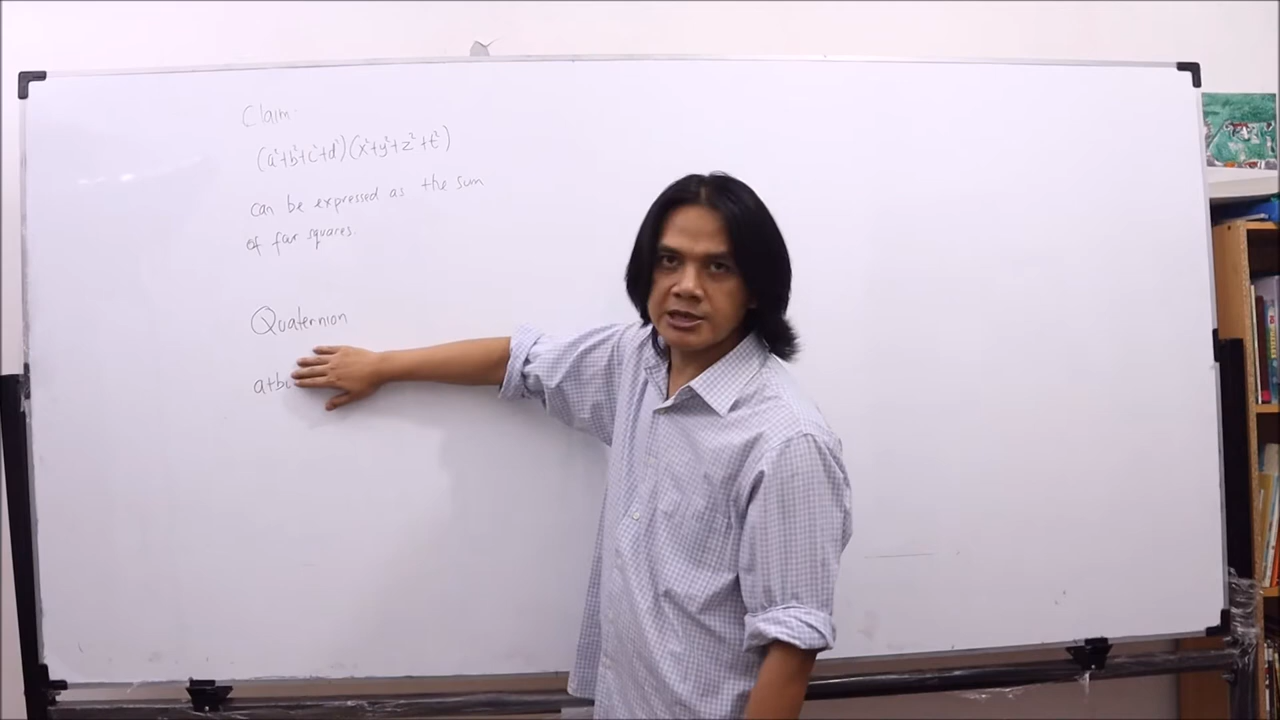 Claim:
(a²+b²+c²+d²)(x²+y²+z²+t²)
can be expressed as the sum
of four squares.
Quaternion
a+bi